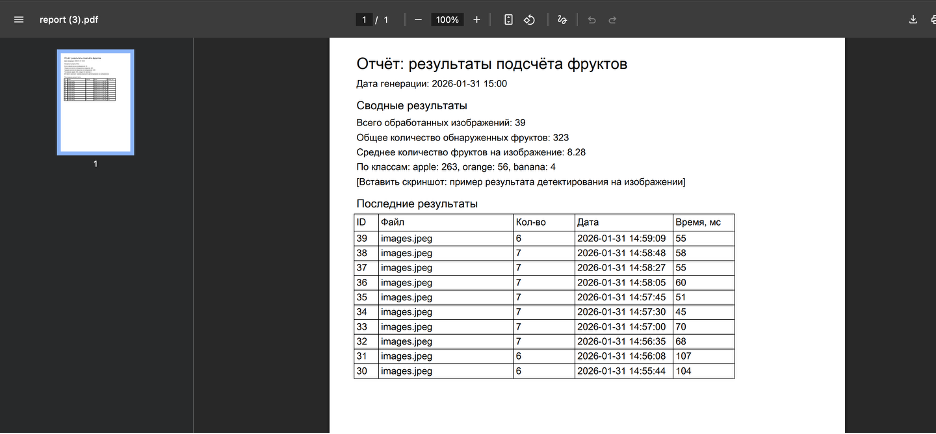 report (3).pdf
1 / 1
100%
1
Отчёт: результаты подсчёта фруктов
Дата генерации: 2026-01-31 15:00
Сводные результаты
Всего обработанных изображений: 39
Общее количество обнаруженных фруктов: 323
Среднее количество фруктов на изображение: 8.28
По классам: apple: 263, orange: 56, banana: 4
[Вставить скриншот: пример результата детектирования на изображении]
Последние результаты
ID Файл Кол-во Дата Время, мс
39 images.jpeg 6 2026-01-31 14:59:09 55
38 images.jpeg 7 2026-01-31 14:58:48 58
37 images.jpeg 7 2026-01-31 14:58:27 55
36 images.jpeg 7 2026-01-31 14:58:05 60
35 images.jpeg 7 2026-01-31 14:57:45 51
34 images.jpeg 7 2026-01-31 14:57:30 45
33 images.jpeg 7 2026-01-31 14:57:00 70
32 images.jpeg 7 2026-01-31 14:56:35 68
31 images.jpeg 6 2026-01-31 14:56:08 107
30 images.jpeg 6 2026-01-31 14:55:44 104